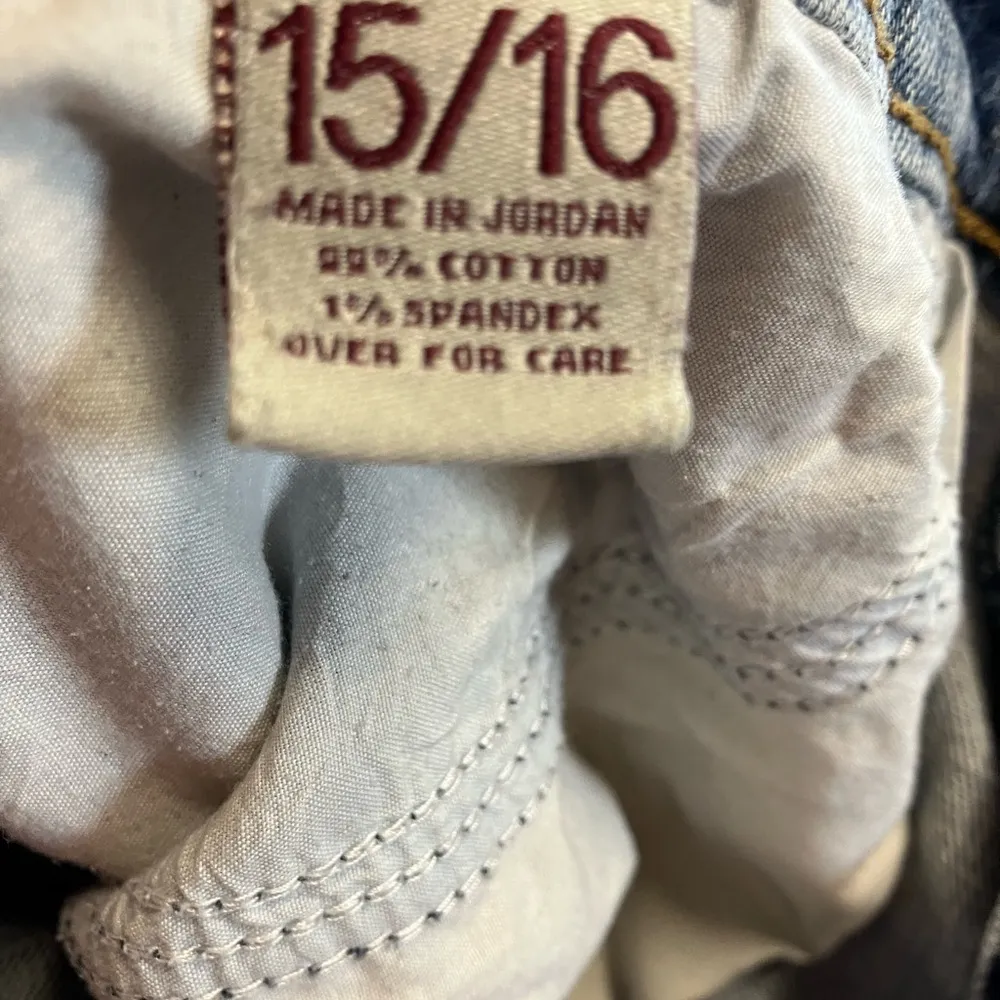 15/16
MADE IN JORDAN
99% COTTON
1% SPANDEX
OVER FOR CARE